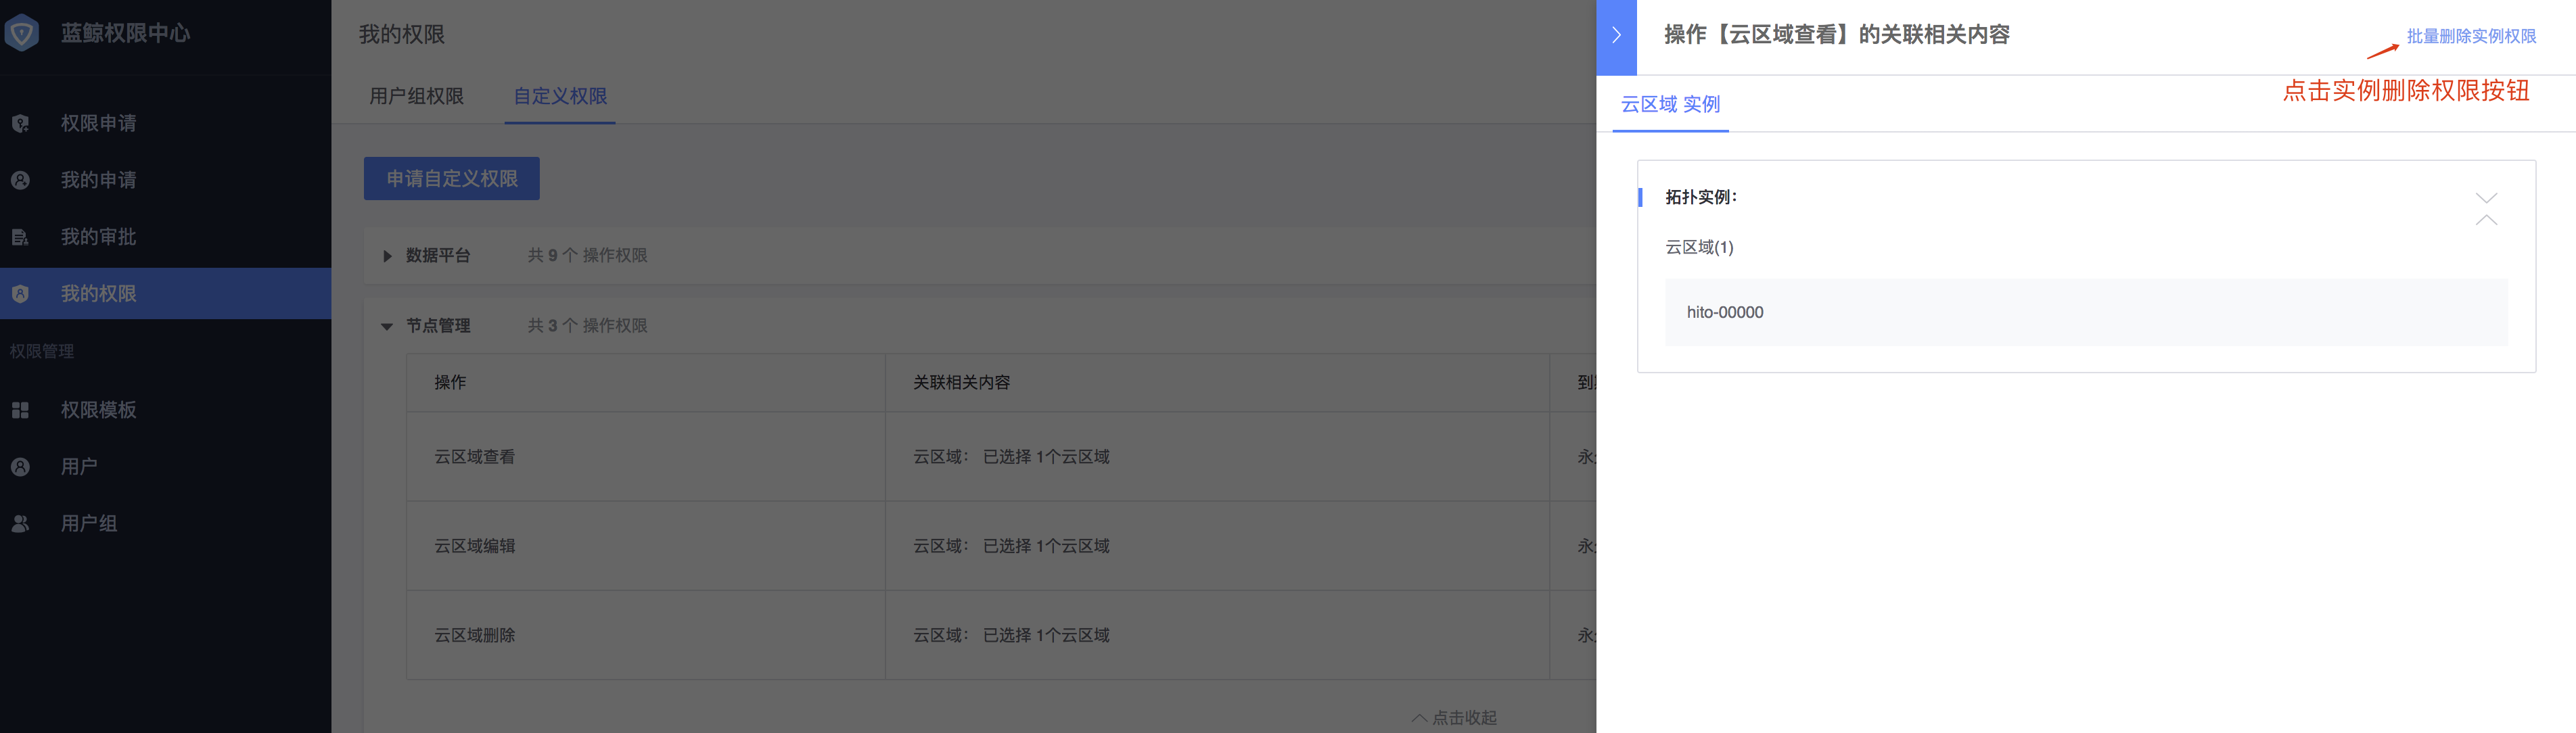 蓝鲸权限中心
权限申请
我的申请
我的审批
我的权限
权限管理
权限模板
用户
用户组
我的权限
用户组权限 自定义权限
申请自定义权限
数据平台 共 9 个 操作权限
节点管理 共 3 个 操作权限
操作 关联相关内容
云区域查看 云区域： 已选择 1个云区域
云区域编辑 云区域： 已选择 1个云区域
云区域删除 云区域： 已选择 1个云区域
点击收起
操作【云区域查看】的关联相关内容 批量删除实例权限
点击实例删除权限按钮
云区域 实例
拓扑实例：
云区域(1)
hito-00000